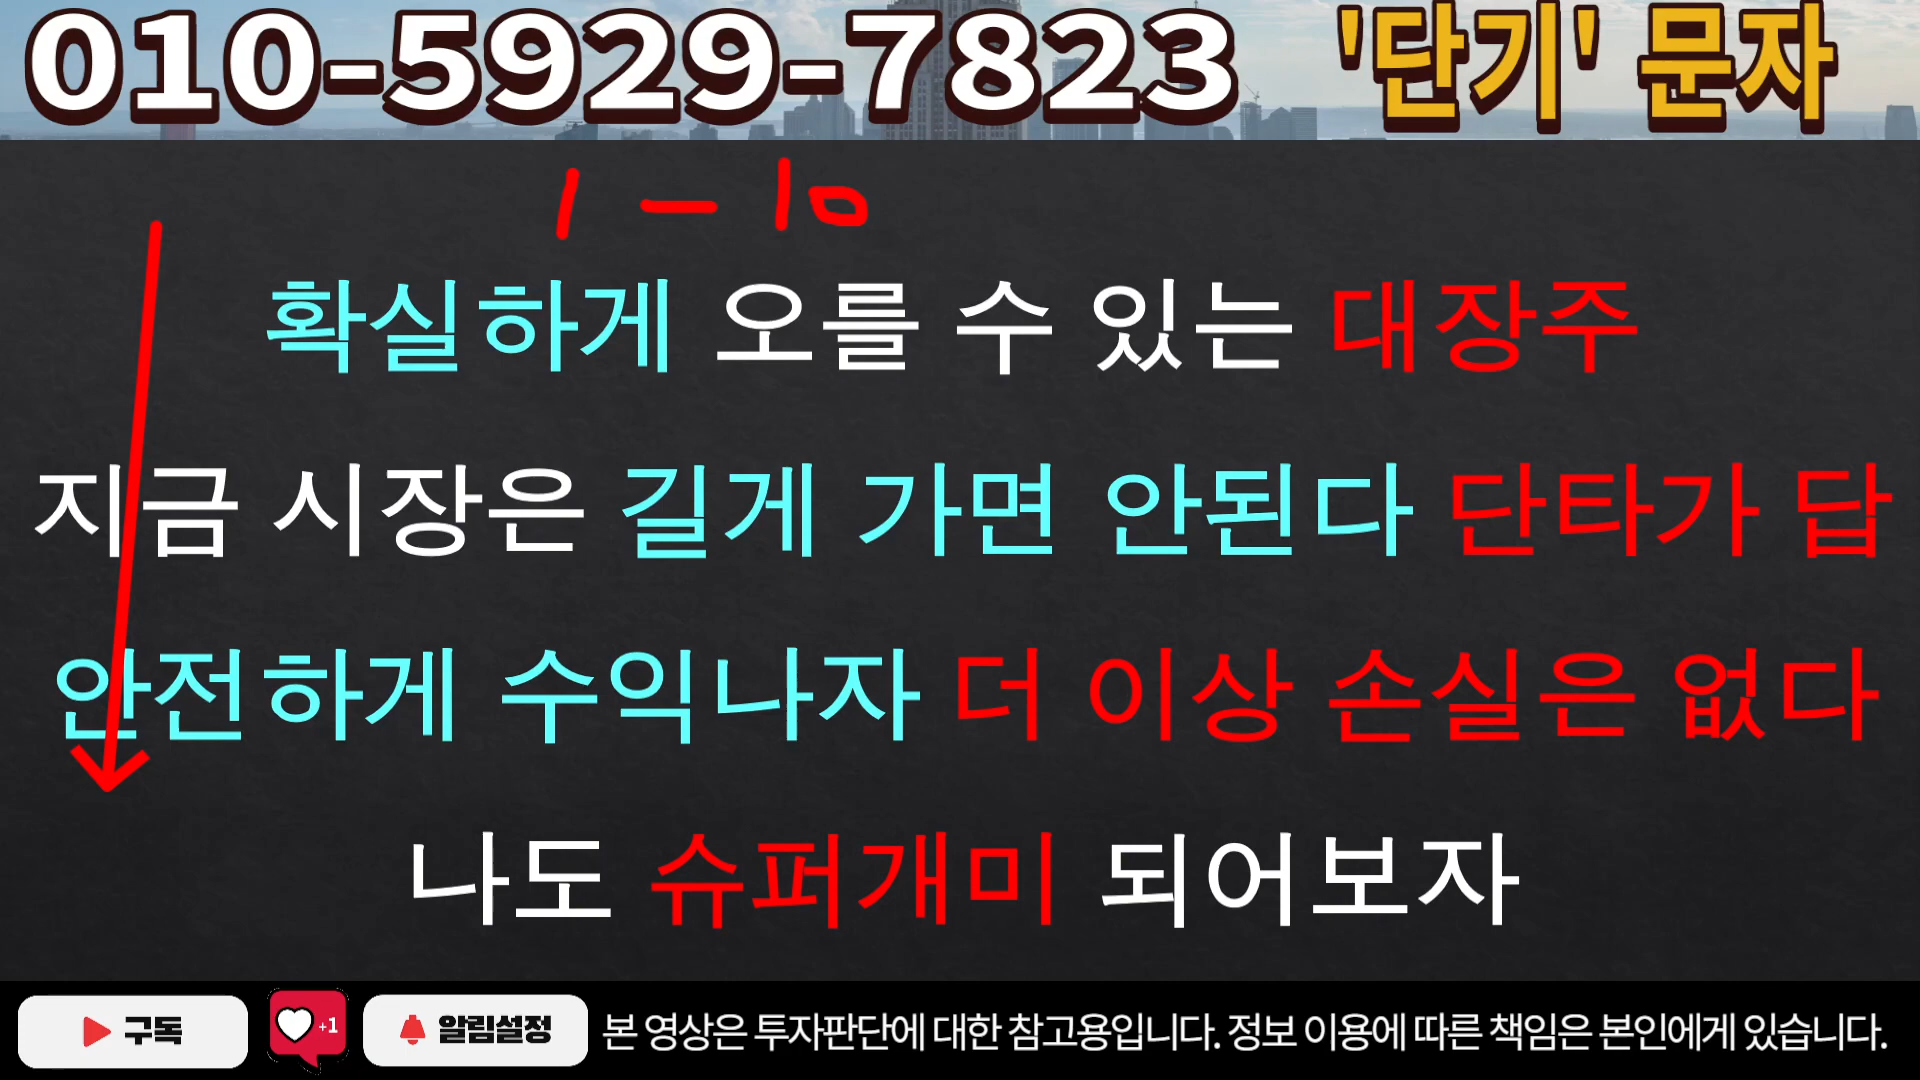 010-5929-7823 '단기' 문자
1 - 10
확실하게 오를 수 있는 대장주
지금 시장은 길게 가면 안된다 단타가 답
안전하게 수익나자 더 이상 손실은 없다
나도 슈퍼개미 되어보자
구독 +1 알림설정 본 영상은 투자판단에 대한 참고용입니다. 정보 이용에 따른 책임은 본인에게 있습니다.